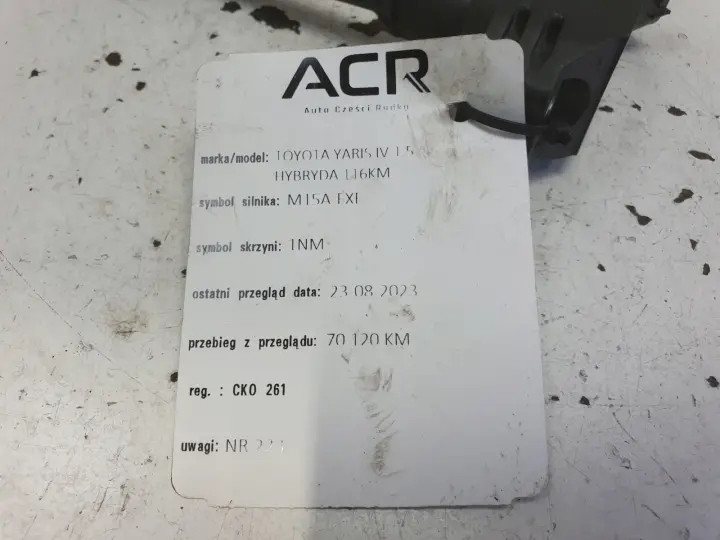 ACR
Auto Części Rudko
marka/model: TOYOTA YARIS IV 1.5
HYBRYDA 116KM
symbol silnika: M15A FXE
symbol skrzyni: 1NM
ostatni przegląd data: 23.08.2023
przebieg z przeglądu: 70 120 KM
reg. : CKO 261
uwagi: NR